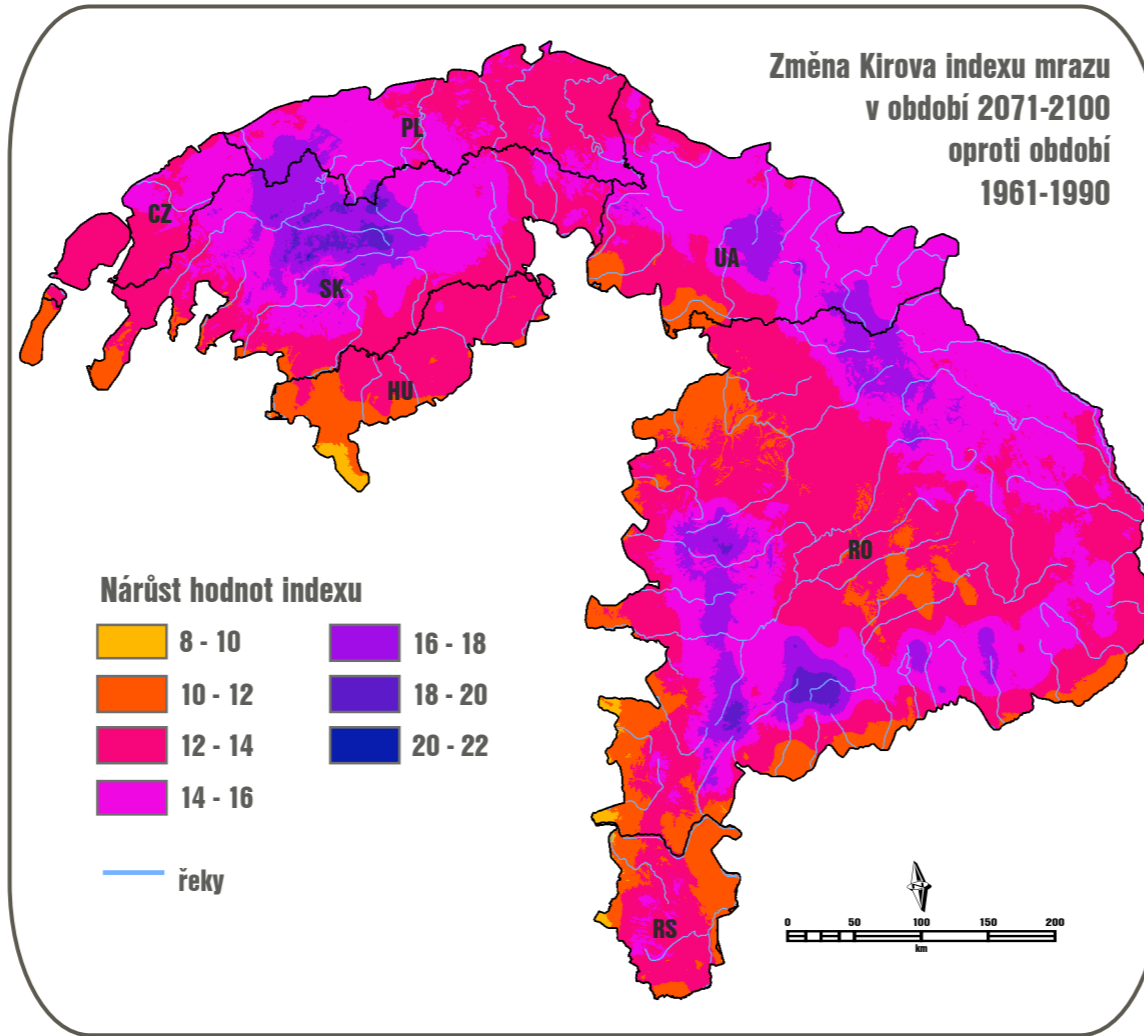 Změna Kirova indexu mrazu
v období 2071-2100
oproti období
1961-1990
PL
CZ
UA
SK
HU
RO
RS
Nárůst hodnot indexu
8 - 10
10 - 12
12 - 14
14 - 16
16 - 18
18 - 20
20 - 22
řeky
0 50 100 150 200
km